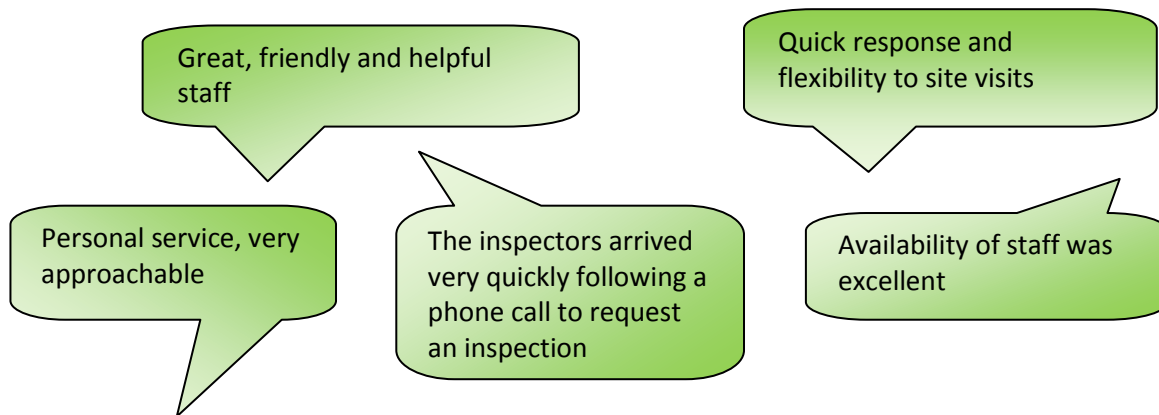 Great, friendly and helpful
staff
Quick response and
flexibility to site visits
Personal service, very
approachable
The inspectors arrived
very quickly following a
phone call to request
an inspection
Availability of staff was
excellent